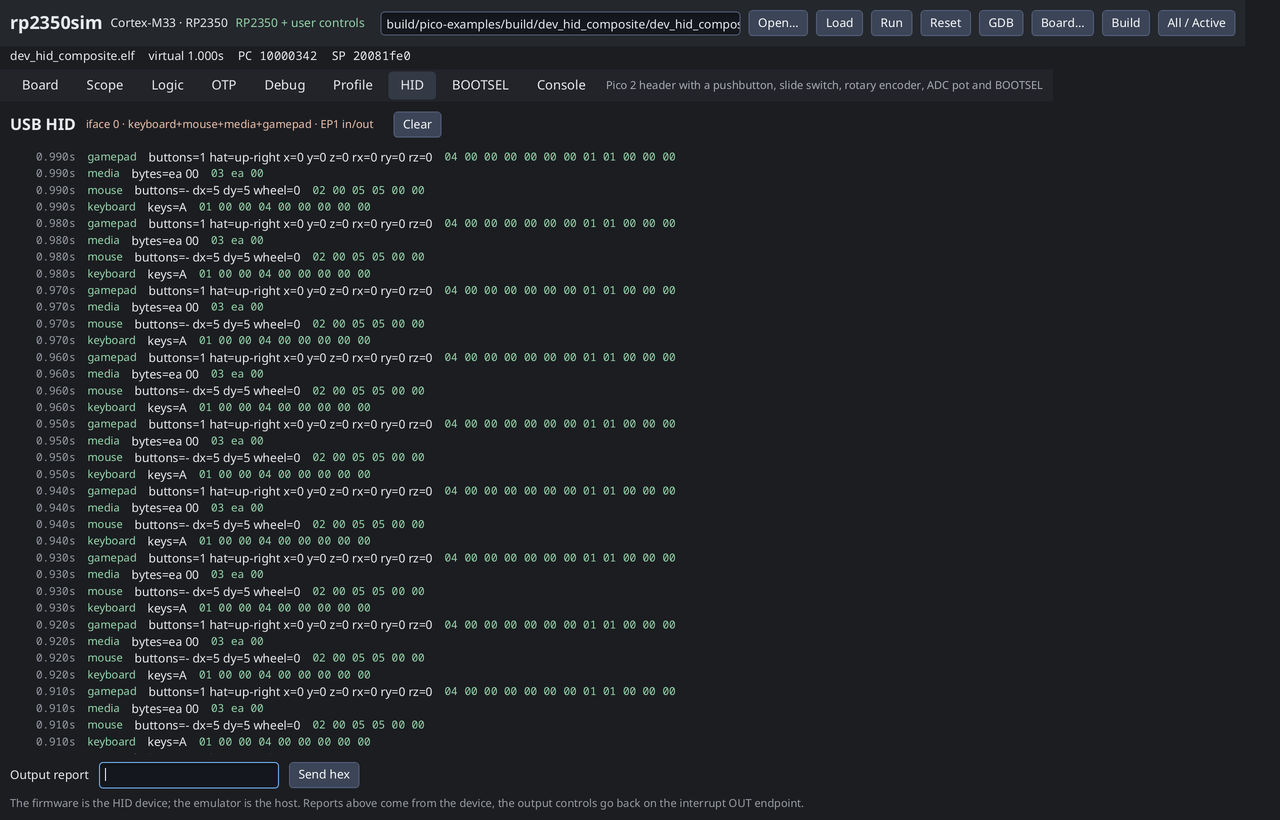 rp2350sim Cortex-M33 · RP2350 RP2350 + user controls build/pico-examples/build/dev_hid_composite/dev_hid_compos Open... Load Run Reset GDB Board... Build All / Active
dev_hid_composite.elf virtual 1.000s PC 10000342 SP 20081fe0
Board Scope Logic OTP Debug Profile HID BOOTSEL Console Pico 2 header with a pushbutton, slide switch, rotary encoder, ADC pot and BOOTSEL
USB HID iface 0 · keyboard+mouse+media+gamepad · EP1 in/out Clear
0.990s gamepad buttons=1 hat=up-right x=0 y=0 z=0 rx=0 ry=0 rz=0 04 00 00 00 00 00 00 01 01 00 00 00
0.990s media bytes=ea 00 03 ea 00
0.990s mouse buttons=- dx=5 dy=5 wheel=0 02 00 05 05 00 00
0.990s keyboard keys=A 01 00 00 04 00 00 00 00 00
0.980s gamepad buttons=1 hat=up-right x=0 y=0 z=0 rx=0 ry=0 rz=0 04 00 00 00 00 00 00 01 01 00 00 00
0.980s media bytes=ea 00 03 ea 00
0.980s mouse buttons=- dx=5 dy=5 wheel=0 02 00 05 05 00 00
0.980s keyboard keys=A 01 00 00 04 00 00 00 00 00
0.970s gamepad buttons=1 hat=up-right x=0 y=0 z=0 rx=0 ry=0 rz=0 04 00 00 00 00 00 00 01 01 00 00 00
0.970s media bytes=ea 00 03 ea 00
0.970s mouse buttons=- dx=5 dy=5 wheel=0 02 00 05 05 00 00
0.970s keyboard keys=A 01 00 00 04 00 00 00 00 00
0.960s gamepad buttons=1 hat=up-right x=0 y=0 z=0 rx=0 ry=0 rz=0 04 00 00 00 00 00 00 01 01 00 00 00
0.960s media bytes=ea 00 03 ea 00
0.960s mouse buttons=- dx=5 dy=5 wheel=0 02 00 05 05 00 00
0.960s keyboard keys=A 01 00 00 04 00 00 00 00 00
0.950s gamepad buttons=1 hat=up-right x=0 y=0 z=0 rx=0 ry=0 rz=0 04 00 00 00 00 00 00 01 01 00 00 00
0.950s media bytes=ea 00 03 ea 00
0.950s mouse buttons=- dx=5 dy=5 wheel=0 02 00 05 05 00 00
0.950s keyboard keys=A 01 00 00 04 00 00 00 00 00
0.940s gamepad buttons=1 hat=up-right x=0 y=0 z=0 rx=0 ry=0 rz=0 04 00 00 00 00 00 00 01 01 00 00 00
0.940s media bytes=ea 00 03 ea 00
0.940s mouse buttons=- dx=5 dy=5 wheel=0 02 00 05 05 00 00
0.940s keyboard keys=A 01 00 00 04 00 00 00 00 00
0.930s gamepad buttons=1 hat=up-right x=0 y=0 z=0 rx=0 ry=0 rz=0 04 00 00 00 00 00 00 01 01 00 00 00
0.930s media bytes=ea 00 03 ea 00
0.930s mouse buttons=- dx=5 dy=5 wheel=0 02 00 05 05 00 00
0.930s keyboard keys=A 01 00 00 04 00 00 00 00 00
0.920s gamepad buttons=1 hat=up-right x=0 y=0 z=0 rx=0 ry=0 rz=0 04 00 00 00 00 00 00 01 01 00 00 00
0.920s media bytes=ea 00 03 ea 00
0.920s mouse buttons=- dx=5 dy=5 wheel=0 02 00 05 05 00 00
0.920s keyboard keys=A 01 00 00 04 00 00 00 00 00
0.910s gamepad buttons=1 hat=up-right x=0 y=0 z=0 rx=0 ry=0 rz=0 04 00 00 00 00 00 00 01 01 00 00 00
0.910s media bytes=ea 00 03 ea 00
0.910s mouse buttons=- dx=5 dy=5 wheel=0 02 00 05 05 00 00
0.910s keyboard keys=A 01 00 00 04 00 00 00 00 00
Output report Send hex
The firmware is the HID device; the emulator is the host. Reports above come from the device, the output controls go back on the interrupt OUT endpoint.